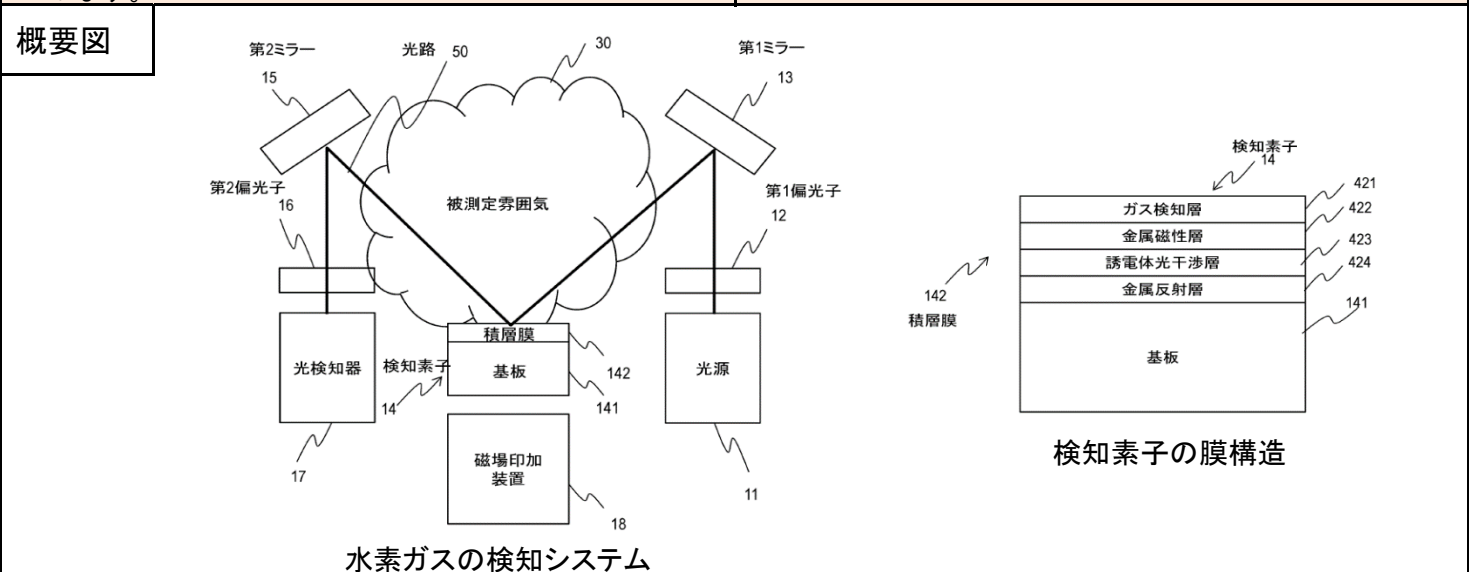 概要図
第2ミラー
15
光路 50
30
第1ミラー
13
第2偏光子
16
被測定雰囲気
第1偏光子
12
光検知器
17
検知素子
14
積層膜
基板
142
141
光源
11
磁場印加
装置
18
水素ガスの検知システム
検知素子
14
ガス検知層
421
金属磁性層
422
誘電体光干渉層
423
金属反射層
424
142
積層膜
141
基板
検知素子の膜構造